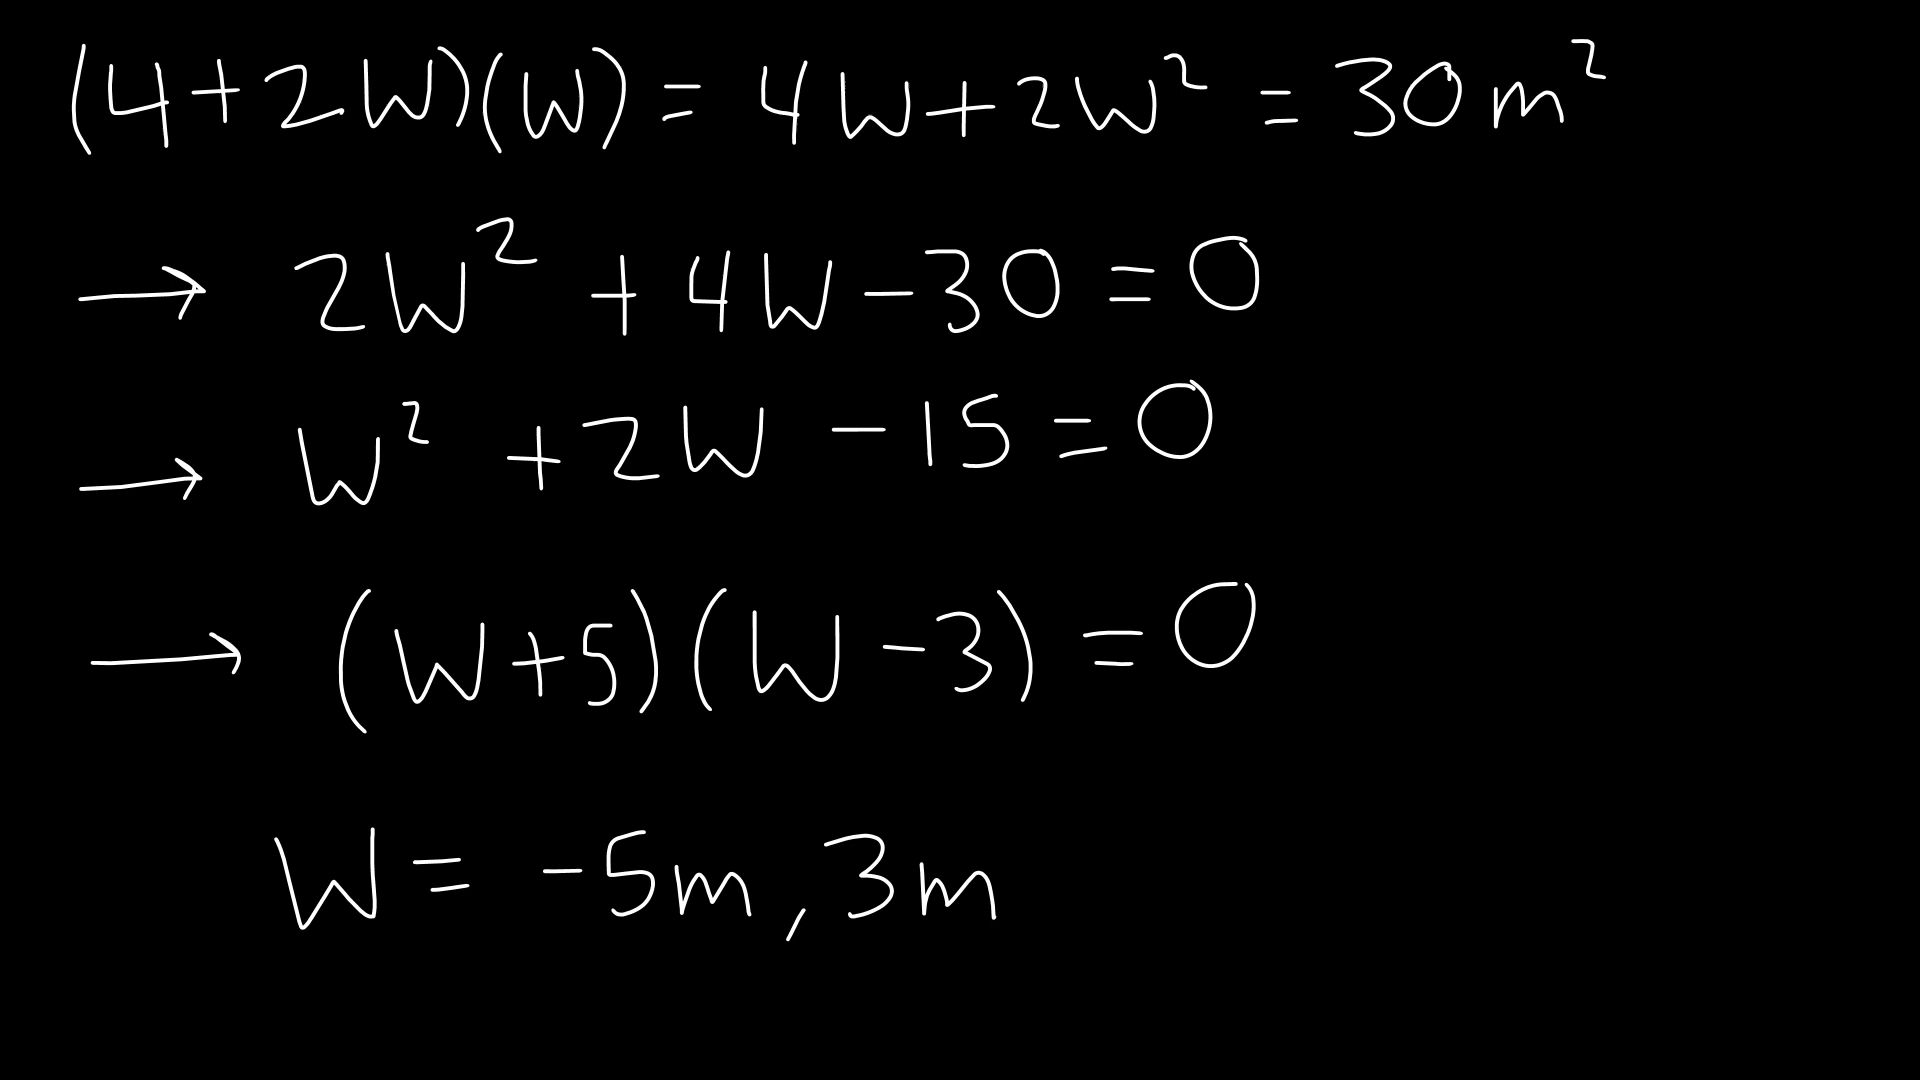 (4+2W)(W) = 4W+2W² = 30m²
→ 2W² + 4W - 30 = 0
→ W² + 2W - 15 = 0
→ (W+5)(W-3) = 0
W = -5m, 3m